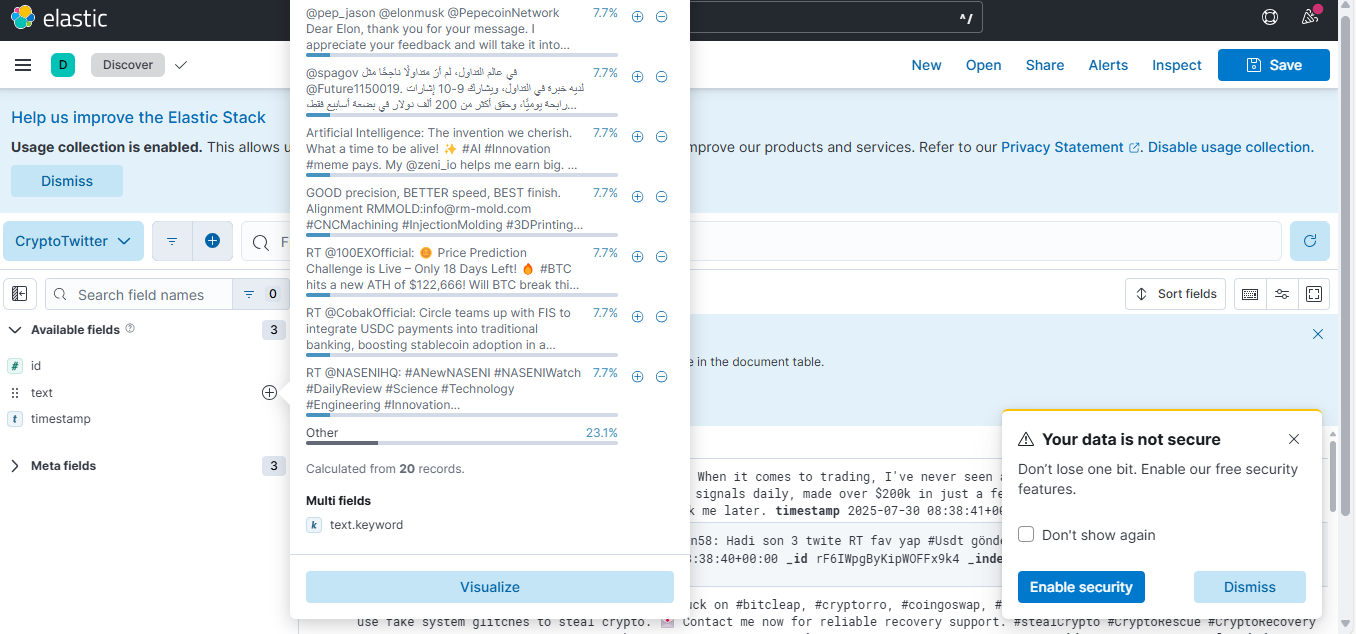 elastic
^/
D
Discover
New
Open
Share
Alerts
Inspect
Save
Help us improve the Elastic Stack
Usage collection is enabled. This allows u
mprove our products and services. Refer to our Privacy Statement. Disable usage collection.
Dismiss
CryptoTwitter
F
Search field names
0
Sort fields
Available fields
3
# id
text
t timestamp
Meta fields
3
@pep_jason @elonmusk @PepecoinNetwork
7.7%
Dear Elon, thank you for your message. I
appreciate your feedback and will take it into...
@spagov في عالم التداول، لم أرَ متداولًا ناجحًا مثل
7.7%
@Future1150019. لديه خبرة في التداول، ويشارك 9-10 إشارات
رابحة يوميًا، وحقق أكثر من 200 ألف دولار في بضعة أسابيع فقط،...
Artificial Intelligence: The invention we cherish.
7.7%
What a time to be alive! ✨ #AI #Innovation
#meme pays. My @zeni_io helps me earn big. ...
GOOD precision, BETTER speed, BEST finish.
7.7%
Alignment RMMOLD:info@rm-mold.com
#CNCMachining #InjectionMolding #3DPrinting...
RT @100EXOfficial: 🪙 Price Prediction
7.7%
Challenge is Live – Only 18 Days Left! 🔥 #BTC
hits a new ATH of $122,666! Will BTC break thi...
RT @CobakOfficial: Circle teams up with FIS to
7.7%
integrate USDC payments into traditional
banking, boosting stablecoin adoption in a...
RT @NASENIHQ: #ANewNASENI #NASENIWatch
7.7%
#DailyReview #Science #Technology
#Engineering #Innovation...
Other
23.1%
Calculated from 20 records.
Multi fields
k text.keyword
Visualize
e in the document table.
When it comes to trading, I've never seen a
signals daily, made over $200k in just a fe
k me later. timestamp 2025-07-30 08:38:41+00
n58: Hadi son 3 twite RT fav yap #Usdt gönde
:38:40+00:00 _id rF6IWpgByKipWOFFx9k4 _inde
uck on #bitcleap, #cryptorro, #coingoswap, #
use fake system glitches to steal crypto. 💌 Contact me now for reliable recovery support. #stealCrypto #CryptoRescue #CryptoRecovery
Your data is not secure
Don't lose one bit. Enable our free security
features.
Don't show again
Enable security
Dismiss